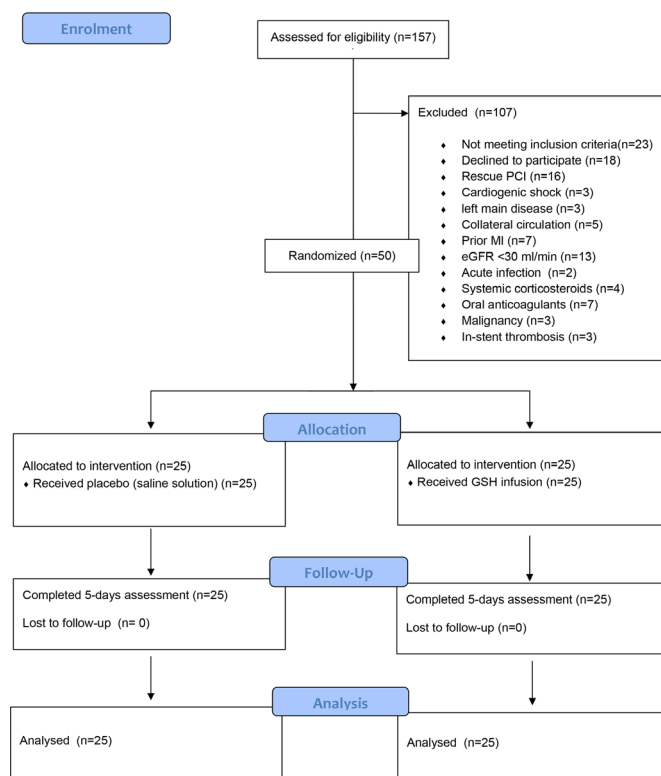 Enrolment
Assessed for eligibility (n=157)
Excluded (n=107)
♦ Not meeting inclusion criteria(n=23)
♦ Declined to participate (n=18)
♦ Rescue PCI (n=16)
♦ Cardiogenic shock (n=3)
♦ left main disease (n=3)
♦ Collateral circulation (n=5)
♦ Prior MI (n=7)
♦ eGFR <30 ml/min (n=13)
♦ Acute infection (n=2)
♦ Systemic corticosteroids (n=4)
♦ Oral anticoagulants (n=7)
♦ Malignancy (n=3)
♦ In-stent thrombosis (n=3)
Randomized (n=50)
Allocation
Allocated to intervention (n=25)
♦ Received placebo (saline solution) (n=25)
Allocated to intervention (n=25)
♦ Received GSH infusion (n=25)
Follow-Up
Completed 5-days assessment (n=25)
Lost to follow-up (n= 0)
Completed 5-days assessment (n=25)
Lost to follow-up (n=0)
Analysis
Analysed (n=25)
Analysed (n=25)